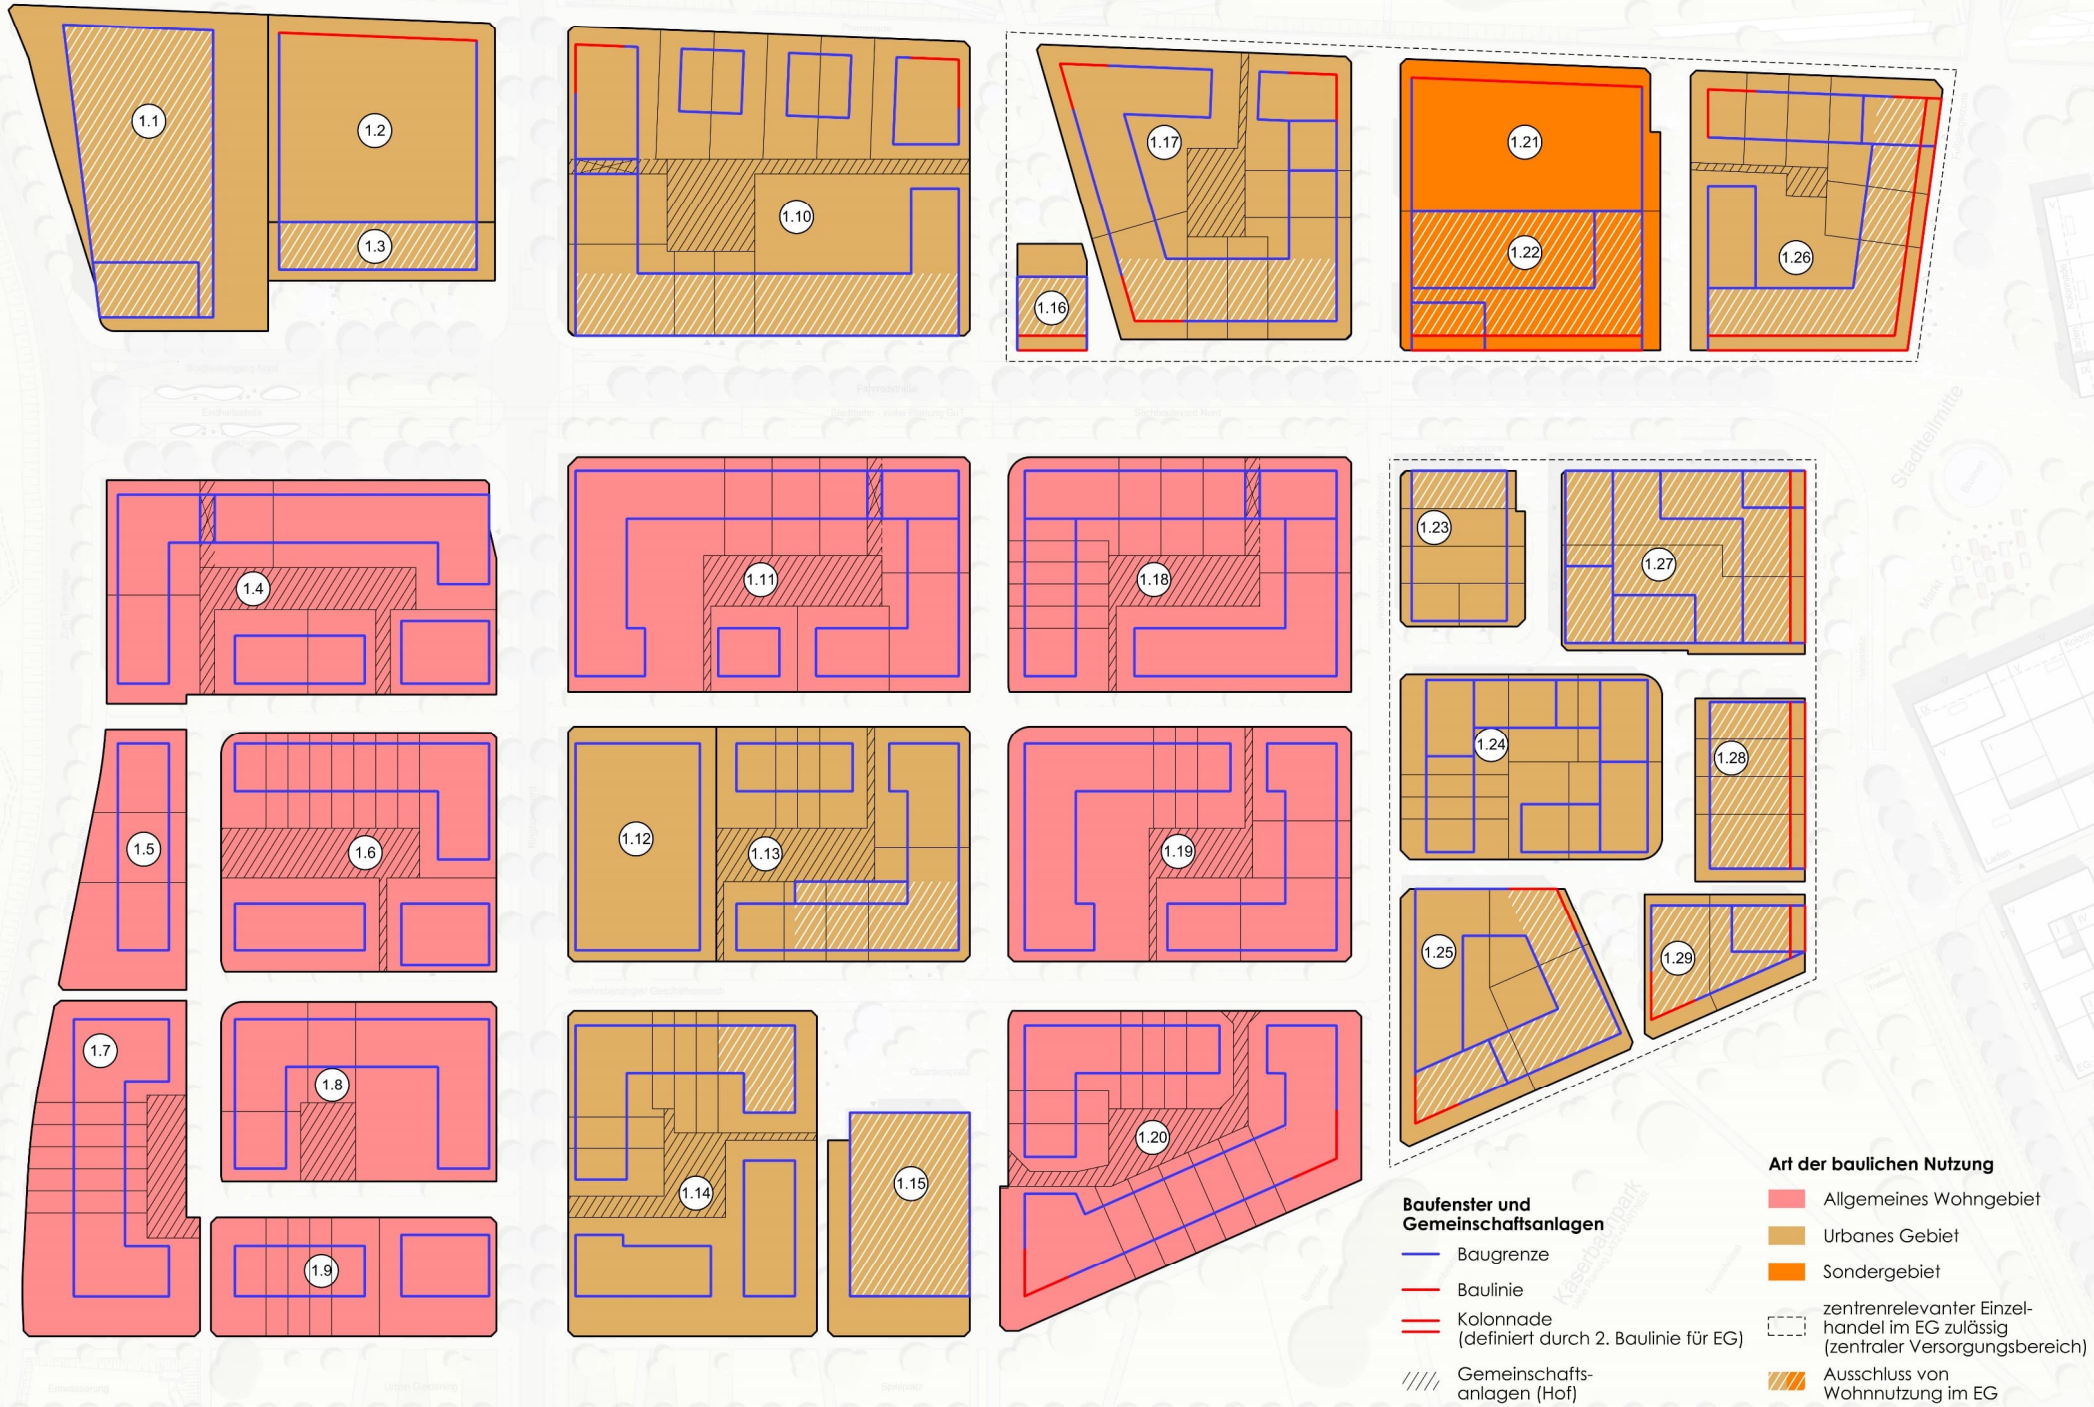 1.1
1.2
1.3
1.10
1.17
1.16
1.21
1.22
1.26
Stadtteilmitte
Markt
1.4
1.11
1.18
1.23
1.27
1.5
1.6
1.12
1.13
1.19
1.24
1.28
1.25
1.29
1.7
1.8
1.9
1.14
1.15
1.20
Käserbachpark
Laden
Baufenster und
Gemeinschaftsanlagen
Baugrenze
Baulinie
Kolonnade
(definiert durch 2. Baulinie für EG)
Gemeinschafts-
anlagen (Hof)
Art der baulichen Nutzung
Allgemeines Wohngebiet
Urbanes Gebiet
Sondergebiet
zentrenrelevanter Einzel-
handel im EG zulässig
(zentraler Versorgungsbereich)
Ausschluss von
Wohnnutzung im EG